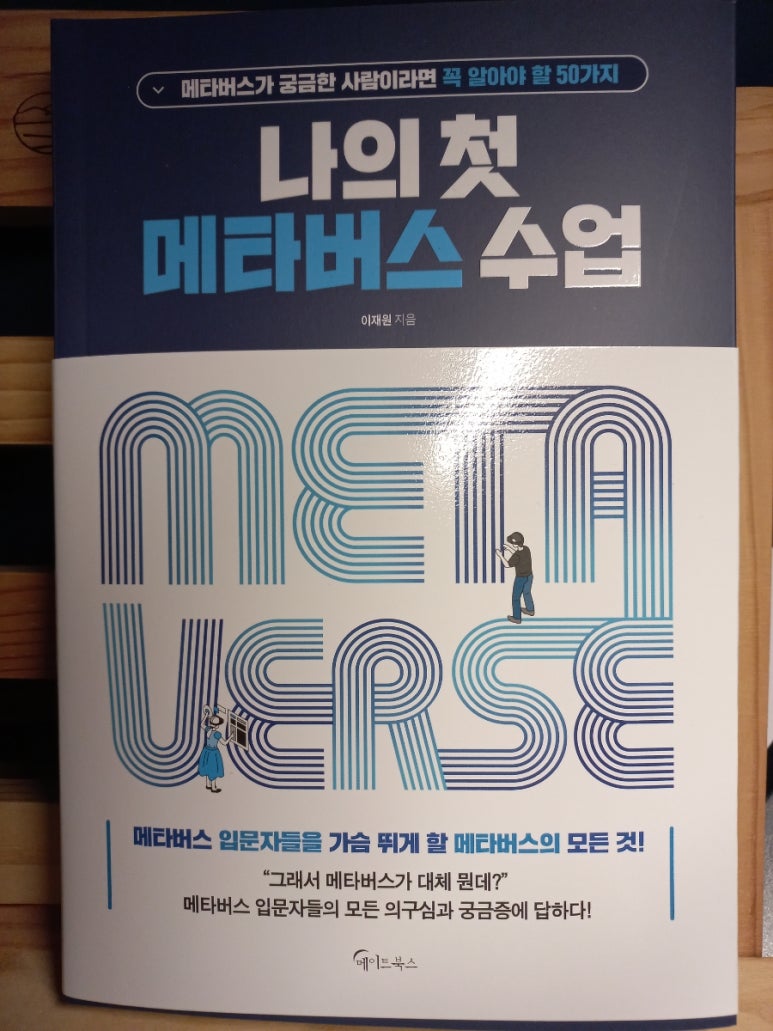 메타버스가 궁금한 사람이라면 꼭 알아야 할 50가지
나의 첫
메타버스 수업
이재원 지음
META
VERSE
메타버스 입문자들을 가슴 뛰게 할 메타버스의 모든 것!
“그래서 메타버스가 대체 뭔데?”
메타버스 입문자들의 모든 의구심과 궁금증에 답하다!
메이트북스